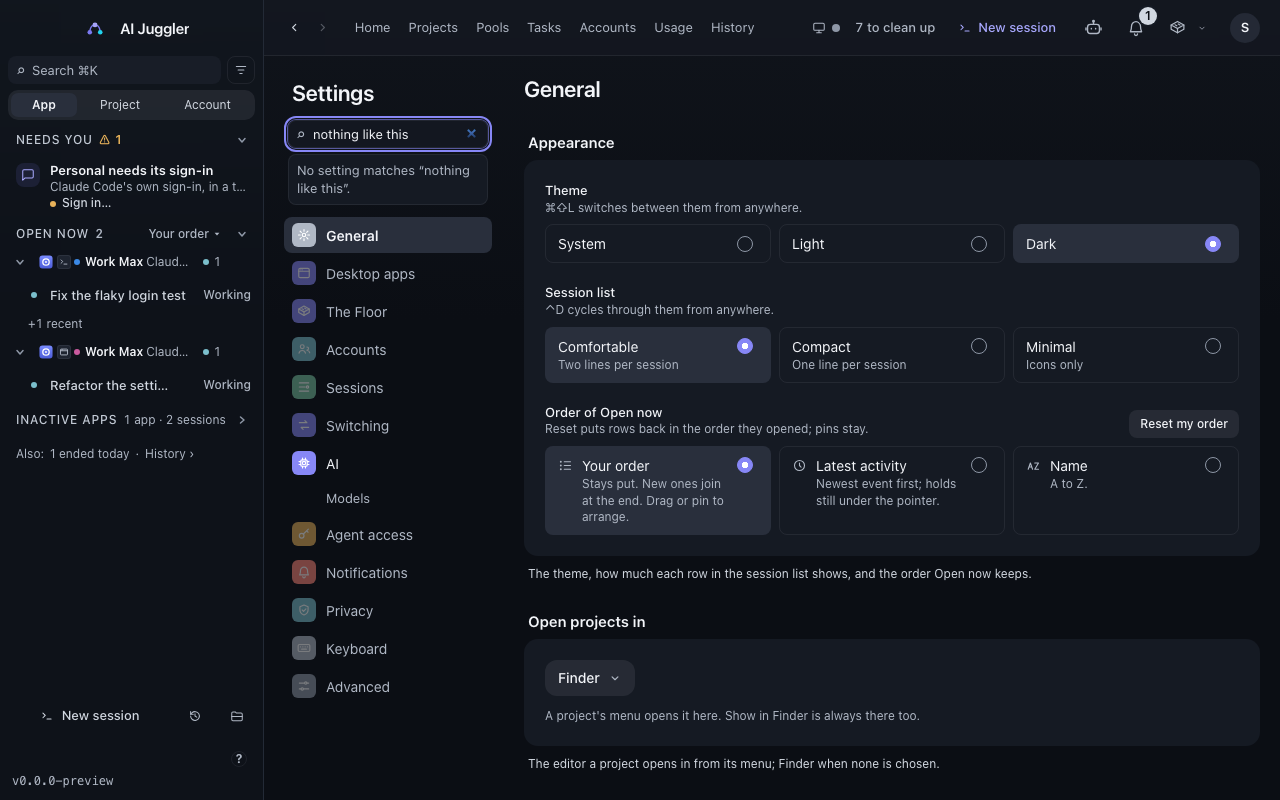 AI Juggler
Search ⌘K
App Project Account
NEEDS YOU 1
Personal needs its sign-in
Claude Code's own sign-in, in a t…
Sign in…
OPEN NOW 2 Your order
Work Max Claud… 1
Fix the flaky login test Working
+1 recent
Work Max Claud… 1
Refactor the setti… Working
INACTIVE APPS 1 app · 2 sessions
Also: 1 ended today · History ›
New session
?
v0.0.0-preview
Home Projects Pools Tasks Accounts Usage History
7 to clean up
New session
1
S
Settings
nothing like this
No setting matches “nothing
like this”.
General
Desktop apps
The Floor
Accounts
Sessions
Switching
AI
Models
Agent access
Notifications
Privacy
Keyboard
Advanced
General
Appearance
Theme
⌘⇧L switches between them from anywhere.
System Light Dark
Session list
^D cycles through them from anywhere.
Comfortable Compact Minimal
Two lines per session One line per session Icons only
Order of Open now
Reset puts rows back in the order they opened; pins stay.
Reset my order
Your order
Stays put. New ones join
at the end. Drag or pin to
arrange.
Latest activity
Newest event first; holds
still under the pointer.
AZ Name
A to Z.
The theme, how much each row in the session list shows, and the order Open now keeps.
Open projects in
Finder
A project's menu opens it here. Show in Finder is always there too.
The editor a project opens in from its menu; Finder when none is chosen.